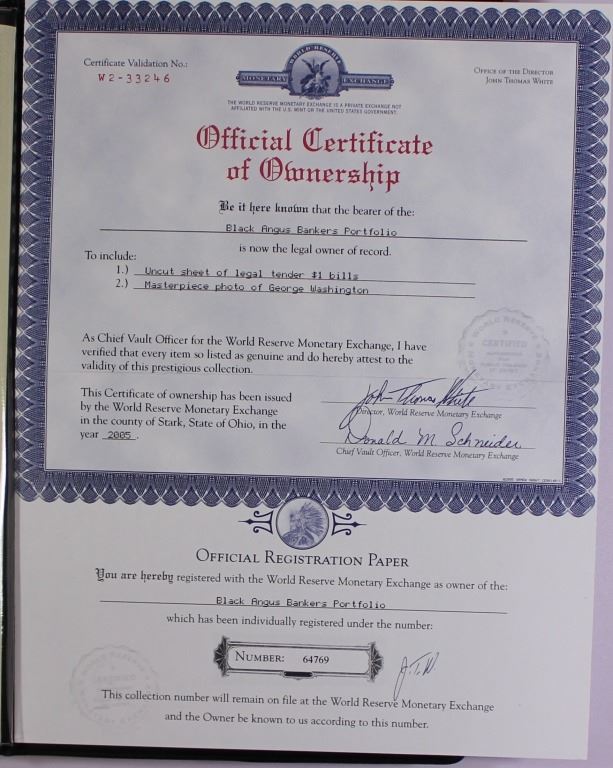 Certificate Validation No.:
W2-33246
WORLD RESERVE
MONETARY EXCHANGE
OFFICE OF THE DIRECTOR
JOHN THOMAS WHITE
THE WORLD RESERVE MONETARY EXCHANGE IS A PRIVATE EXCHANGE NOT
AFFILIATED WITH THE U.S. MINT OR THE UNITED STATES GOVERNMENT.
Official Certificate
of Ownership
Be it here known that the bearer of the:
Black Angus Bankers Portfolio
is now the legal owner of record.
To include:
1.) Uncut sheet of legal tender $1 bills
2.) Masterpiece photo of George Washington
As Chief Vault Officer for the World Reserve Monetary Exchange, I have
verified that every item so listed as genuine and do hereby attest to the
validity of this prestigious collection.
WORLD RESERVE
CERTIFIED
This Certificate of ownership has been issued
by the World Reserve Monetary Exchange
in the county of Stark, State of Ohio, in the
year 2005.
John Thomas White
Director, World Reserve Monetary Exchange
Donald M. Schneider
Chief Vault Officer, World Reserve Monetary Exchange
OFFICIAL REGISTRATION PAPER
You are hereby registered with the World Reserve Monetary Exchange as owner of the:
Black Angus Bankers Portfolio
which has been individually registered under the number:
NUMBER: 64769
J.T.W
This collection number will remain on file at the World Reserve Monetary Exchange
and the Owner be known to us according to this number.